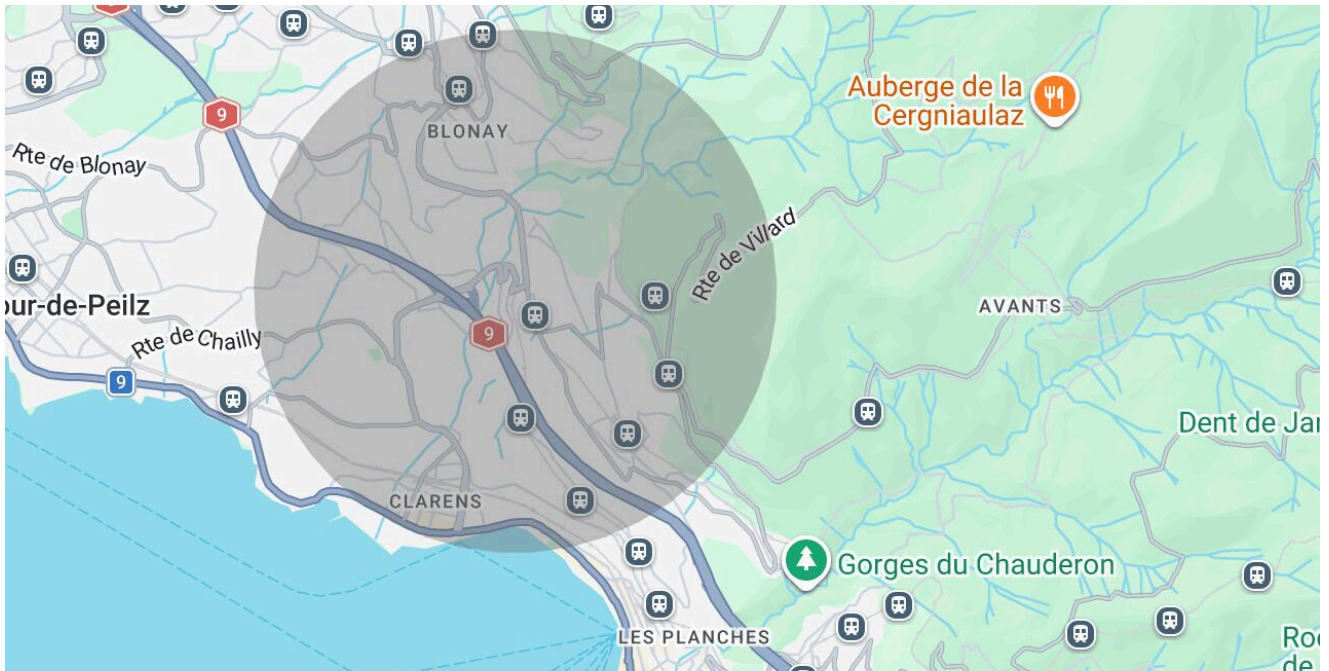 9
Auberge de la
Cergniaulaz
BLONAY
Rte de Blonay
Rte de Villard
our-de-Peilz
AVANTS
Rte de Chailly
9
9
Dent de Jar
CLARENS
Gorges du Chauderon
LES PLANCHES
Roc
de